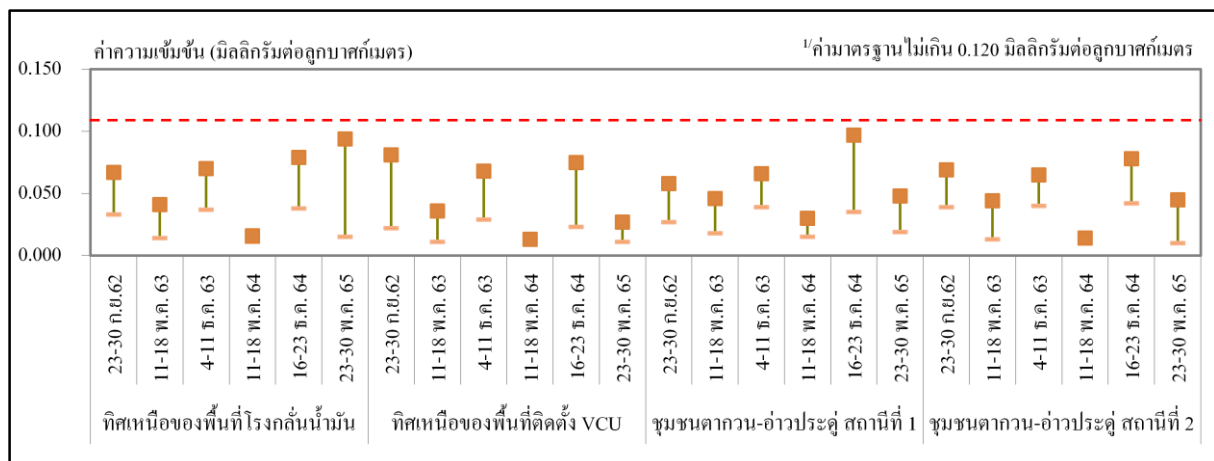 ค่าความเข้มข้น (มิลลิกรัมต่อลูกบาศก์เมตร)
1/ค่ามาตรฐานไม่เกิน 0.120 มิลลิกรัมต่อลูกบาศก์เมตร
0.150
0.100
0.050
0.000
23-30 ก.ย.62
11-18 พ.ค. 63
4-11 ธ.ค. 63
11-18 พ.ค. 64
16-23 ธ.ค. 64
23-30 พ.ค. 65
23-30 ก.ย.62
11-18 พ.ค. 63
4-11 ธ.ค. 63
11-18 พ.ค. 64
16-23 ธ.ค. 64
23-30 พ.ค. 65
23-30 ก.ย.62
11-18 พ.ค. 63
4-11 ธ.ค. 63
11-18 พ.ค. 64
16-23 ธ.ค. 64
23-30 พ.ค. 65
23-30 ก.ย.62
11-18 พ.ค. 63
4-11 ธ.ค. 63
11-18 พ.ค. 64
16-23 ธ.ค. 64
23-30 พ.ค. 65
ทิศเหนือของพื้นที่โรงกลั่นน้ำมัน
ทิศเหนือของพื้นที่ติดตั้ง VCU
ชุมชนตากวน-อ่าวประดู่ สถานีที่ 1
ชุมชนตากวน-อ่าวประดู่ สถานีที่ 2